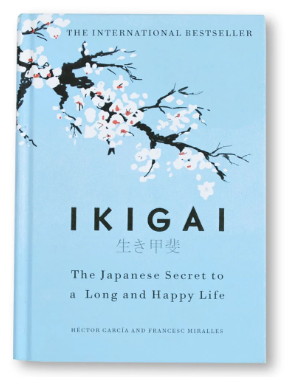 THE INTERNATIONAL BESTSELLER
IKIGAI
生き甲斐
The Japanese Secret to
a Long and Happy Life
HÉCTOR GARCÍA AND FRANCESC MIRALLES